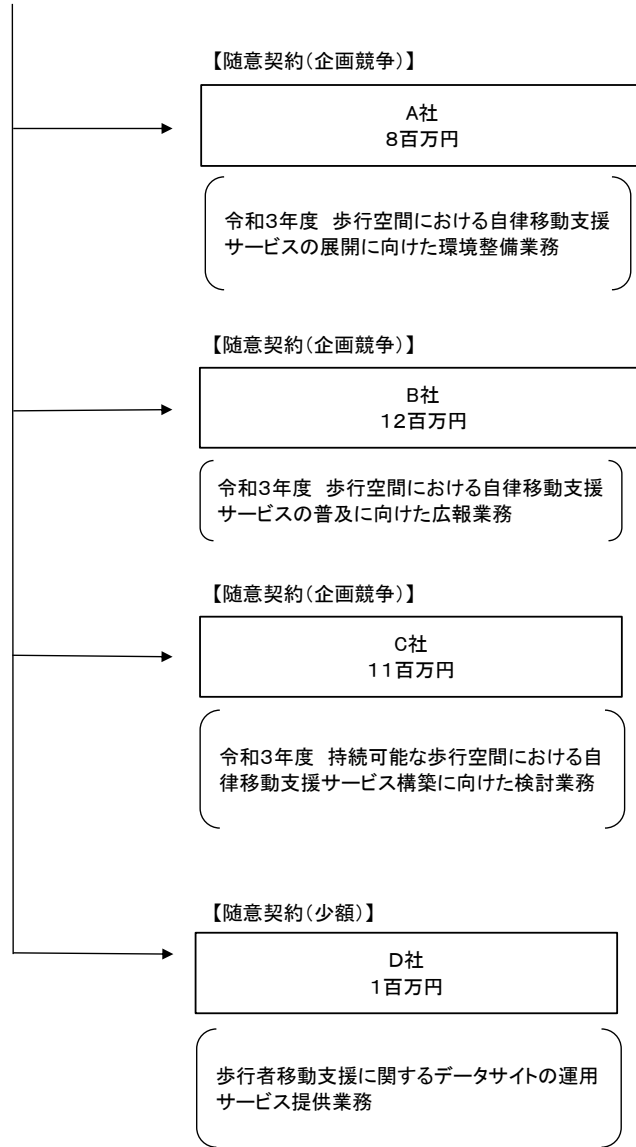 【随意契約(企画競争)】
A社
8百万円
令和3年度　歩行空間における自律移動支援
サービスの展開に向けた環境整備業務
【随意契約(企画競争)】
B社
12百万円
令和3年度　歩行空間における自律移動支援
サービスの普及に向けた広報業務
【随意契約(企画競争)】
C社
11百万円
令和3年度　持続可能な歩行空間における自
律移動支援サービス構築に向けた検討業務
【随意契約(少額)】
D社
1百万円
歩行者移動支援に関するデータサイトの運用
サービス提供業務